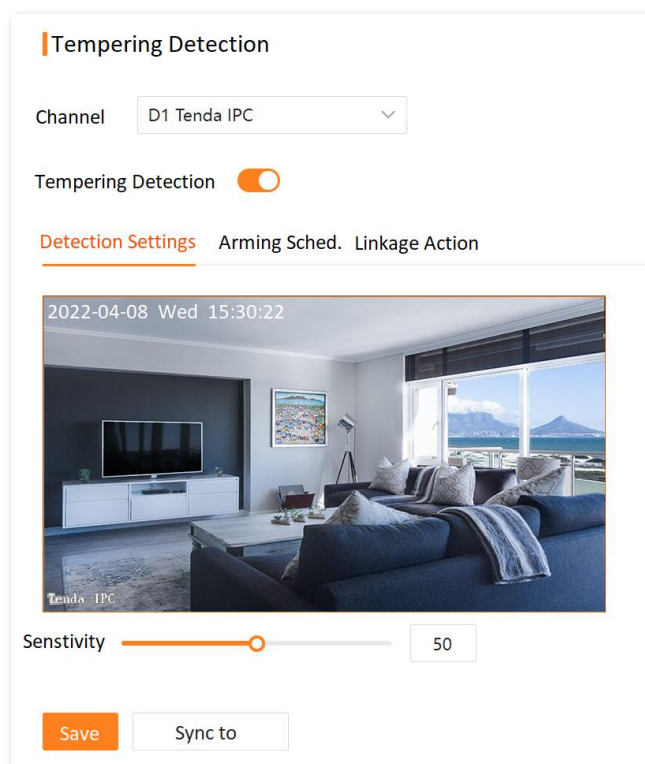 Tempering Detection
Channel D1 Tenda IPC
Tempering Detection
Detection Settings Arming Sched. Linkage Action
2022-04-08 Wed 15:30:22
Tenda IPC
Senstivity 50
Save Sync to